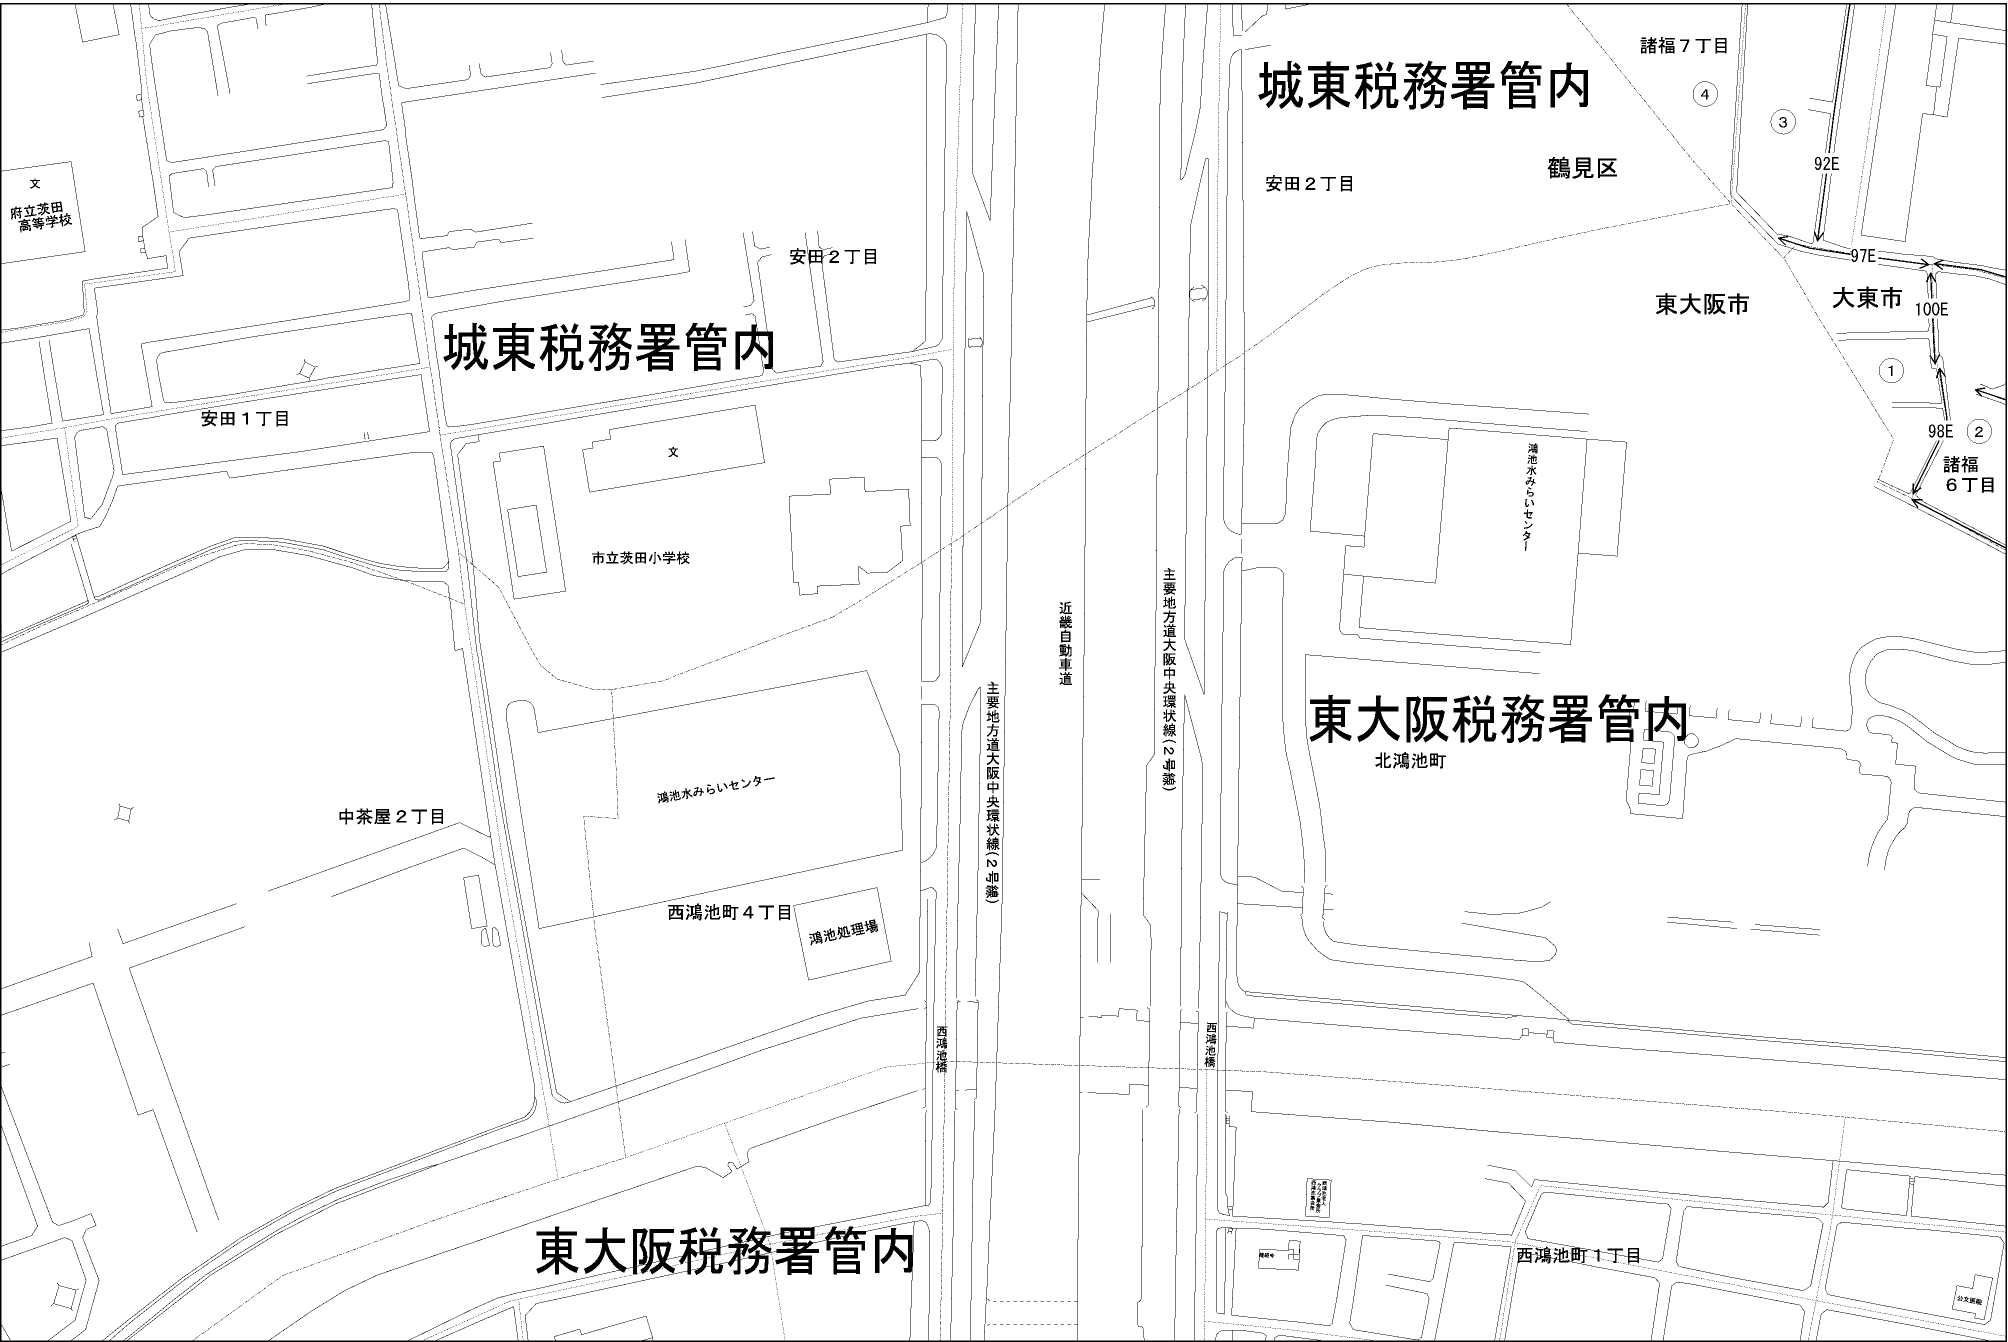 諸福７丁目
城東税務署管内
④
③
92E
鶴見区
安田２丁目
文
府立茨田
高等学校
安田２丁目
97E
大東市
東大阪市
100E
城東税務署管内
①
安田１丁目
98E
②
文
鴻池水みらいセンター
諸福
６丁目
市立茨田小学校
主要地方道大阪中央環状線(２号線)
近畿自動車道
主要地方道大阪中央環状線(２号線)
東大阪税務署管内
北鴻池町
鴻池水みらいセンター
中茶屋２丁目
西鴻池町４丁目
鴻池処理場
西鴻池橋
西鴻池橋
東大阪税務署管内
西鴻池町１丁目
公文医院